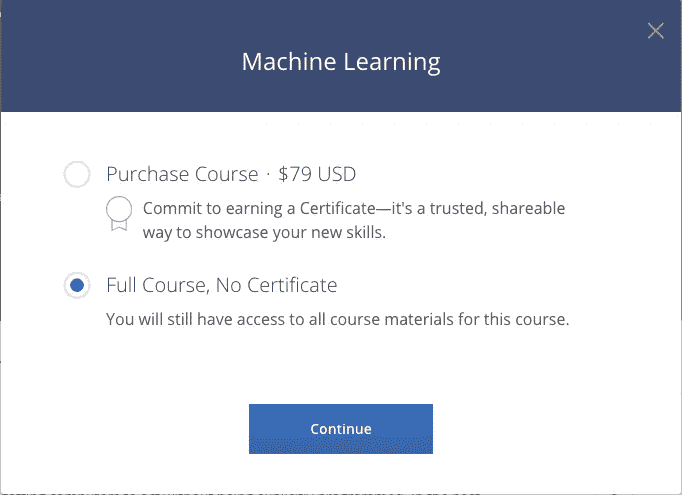 Machine Learning
Purchase Course · $79 USD
Commit to earning a Certificate—it's a trusted, shareable
way to showcase your new skills.
Full Course, No Certificate
You will still have access to all course materials for this course.
Continue